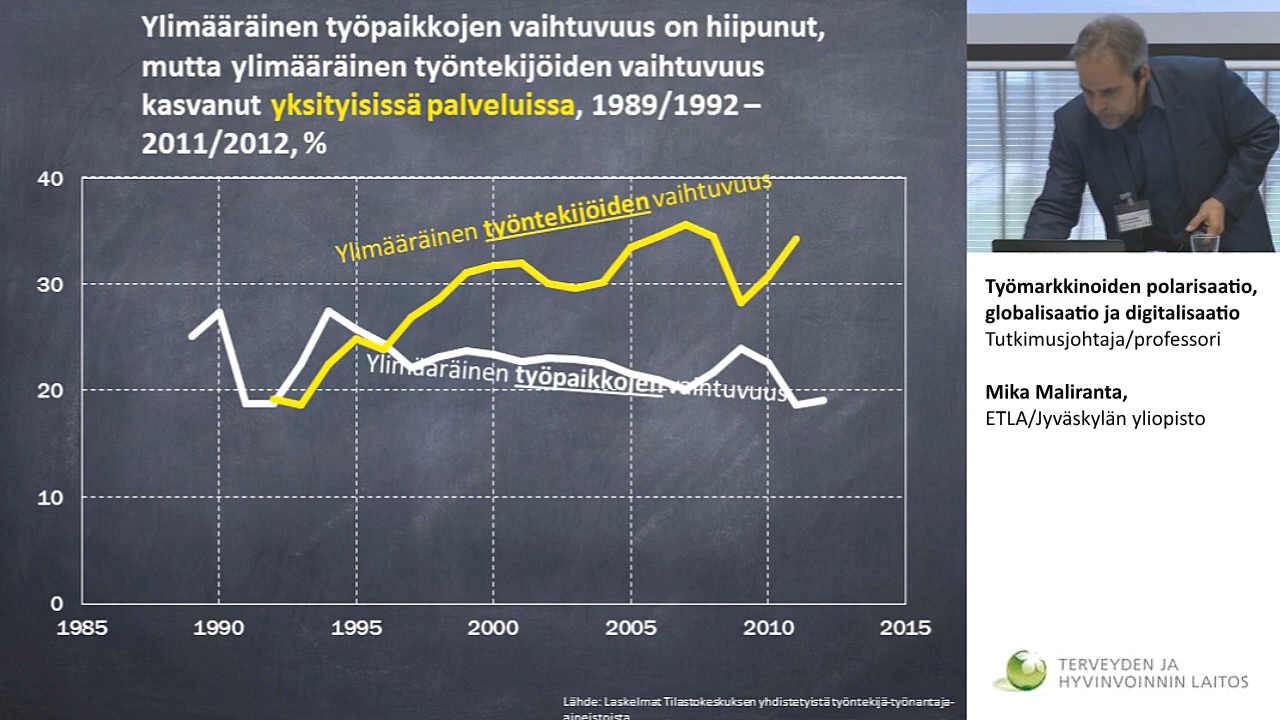 Ylimääräinen työpaikkojen vaihtuvuus on hiipunut,
mutta ylimääräinen työntekijöiden vaihtuvuus
kasvanut yksityisissä palveluissa, 1989/1992 –
2011/2012, %
40
30
20
10
0
1985 1990 1995 2000 2005 2010 2015
Ylimääräinen työntekijöiden vaihtuvuus
Ylimääräinen työpaikkojen vaihtuvuus
Lähde: Laskelmat Tilastokeskuksen yhdistetyistä työntekijä-työnantaja-
aineistoista
Työmarkkinoiden polarisaatio,
globalisaatio ja digitalisaatio
Tutkimusjohtaja/professori
Mika Maliranta,
ETLA/Jyväskylän yliopisto
TERVEYDEN JA
HYVINVOINNIN LAITOS